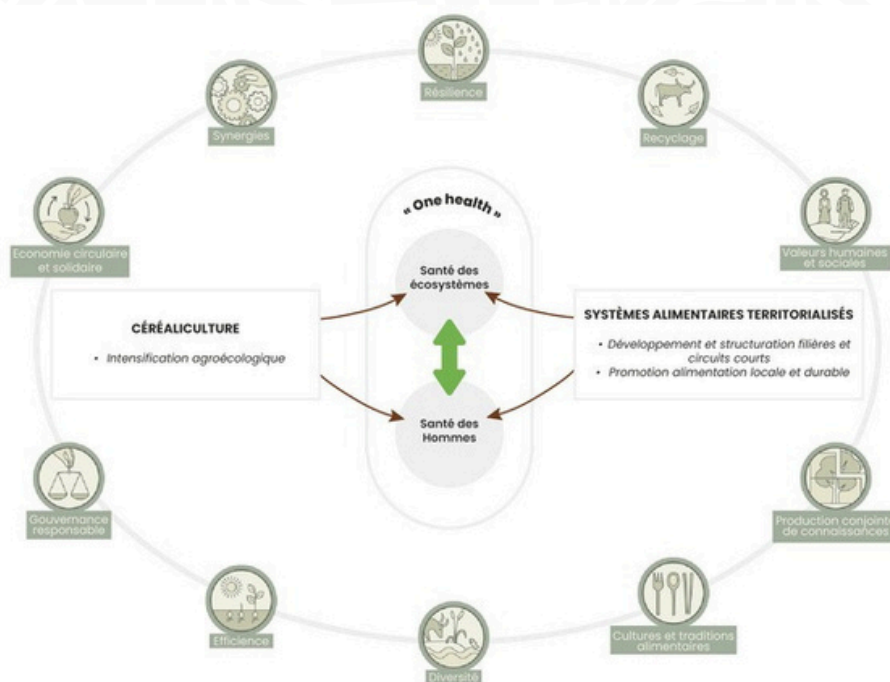 Résilience
Synergies
Recyclage
« One health »
Economie circulaire
et solidaire
Valeurs humaines
et sociales
Santé des
écosystèmes
CÉRÉALICULTURE
• Intensification agroécologique
SYSTÈMES ALIMENTAIRES TERRITORIALISÉS
• Développement et structuration filières et
circuits courts
• Promotion alimentation locale et durable
Santé des
Hommes
Gouvernance
responsable
Production conjointe
de connaissances
Efficience
Cultures et traditions
alimentaires
Diversité